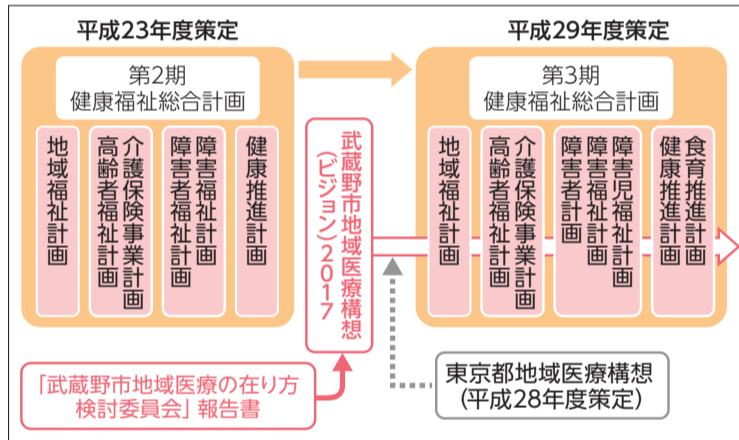 平成23年度策定
第2期
健康福祉総合計画
地域福祉計画
高齢者福祉計画
介護保険事業計画
障害者福祉計画
障害福祉計画
健康推進計画
武蔵野市地域医療構想
(ビジョン)2017
平成29年度策定
第3期
健康福祉総合計画
地域福祉計画
高齢者福祉計画
介護保険事業計画
障害者計画
障害福祉計画
障害児福祉計画
健康推進計画
食育推進計画
「武蔵野市地域医療の在り方
検討委員会」報告書
東京都地域医療構想
(平成28年度策定)